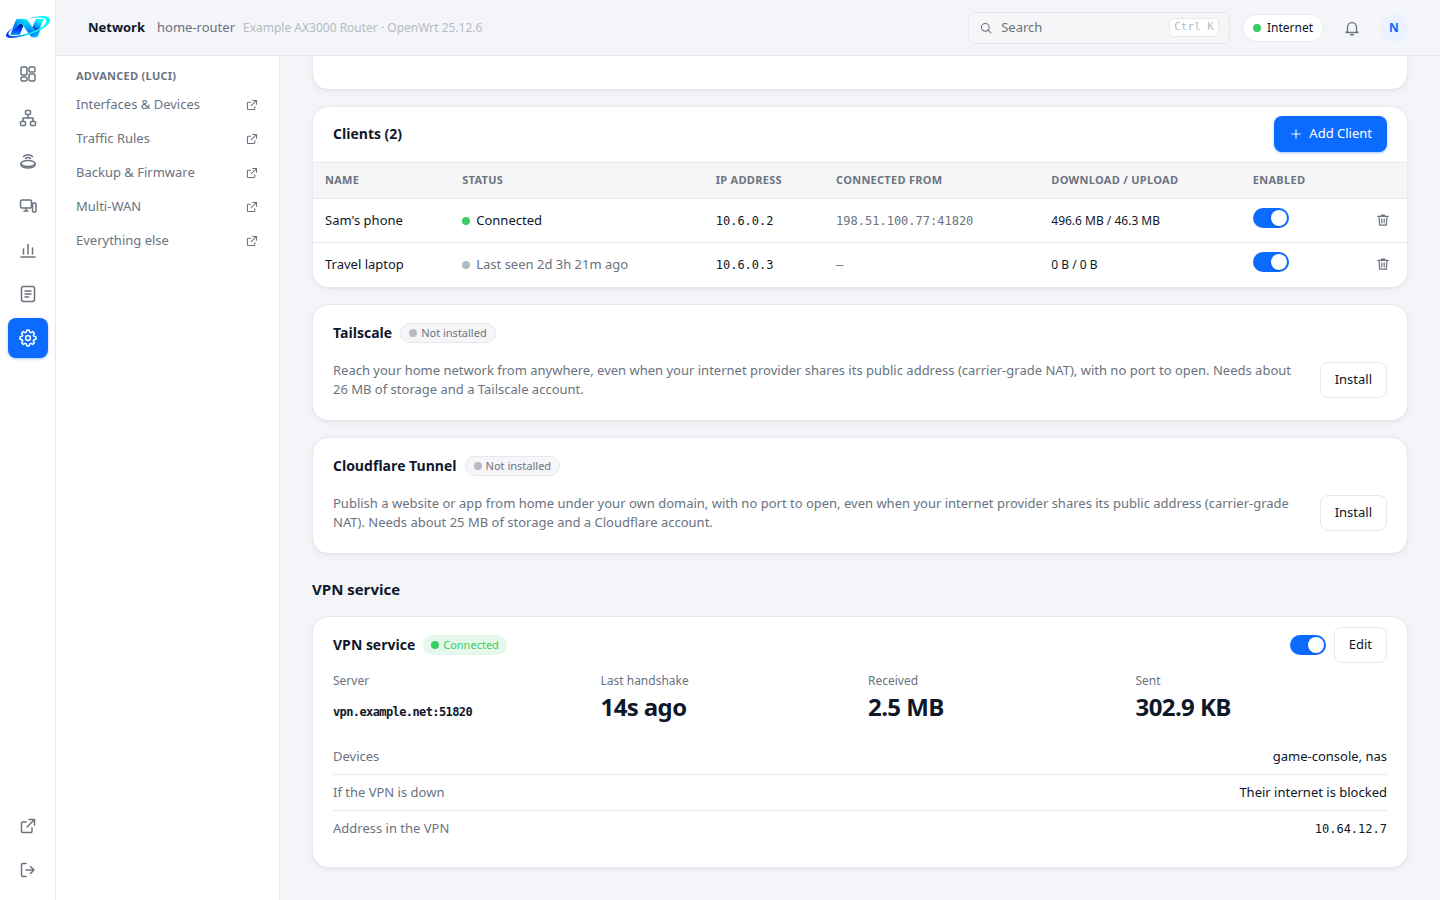 Network home-router Example AX3000 Router · OpenWrt 25.12.6
Search Ctrl K
Internet
N
ADVANCED (LUCI)
Interfaces & Devices
Traffic Rules
Backup & Firmware
Multi-WAN
Everything else
Clients (2)
Add Client
NAME STATUS IP ADDRESS CONNECTED FROM DOWNLOAD / UPLOAD ENABLED
Sam's phone Connected 10.6.0.2 198.51.100.77:41820 496.6 MB / 46.3 MB
Travel laptop Last seen 2d 3h 21m ago 10.6.0.3 – 0 B / 0 B
Tailscale Not installed
Reach your home network from anywhere, even when your internet provider shares its public address (carrier-grade NAT), with no port to open. Needs about
26 MB of storage and a Tailscale account.
Install
Cloudflare Tunnel Not installed
Publish a website or app from home under your own domain, with no port to open, even when your internet provider shares its public address (carrier-grade
NAT). Needs about 25 MB of storage and a Cloudflare account.
Install
VPN service
VPN service Connected
Edit
Server Last handshake Received Sent
vpn.example.net:51820 14s ago 2.5 MB 302.9 KB
Devices game-console, nas
If the VPN is down Their internet is blocked
Address in the VPN 10.64.12.7